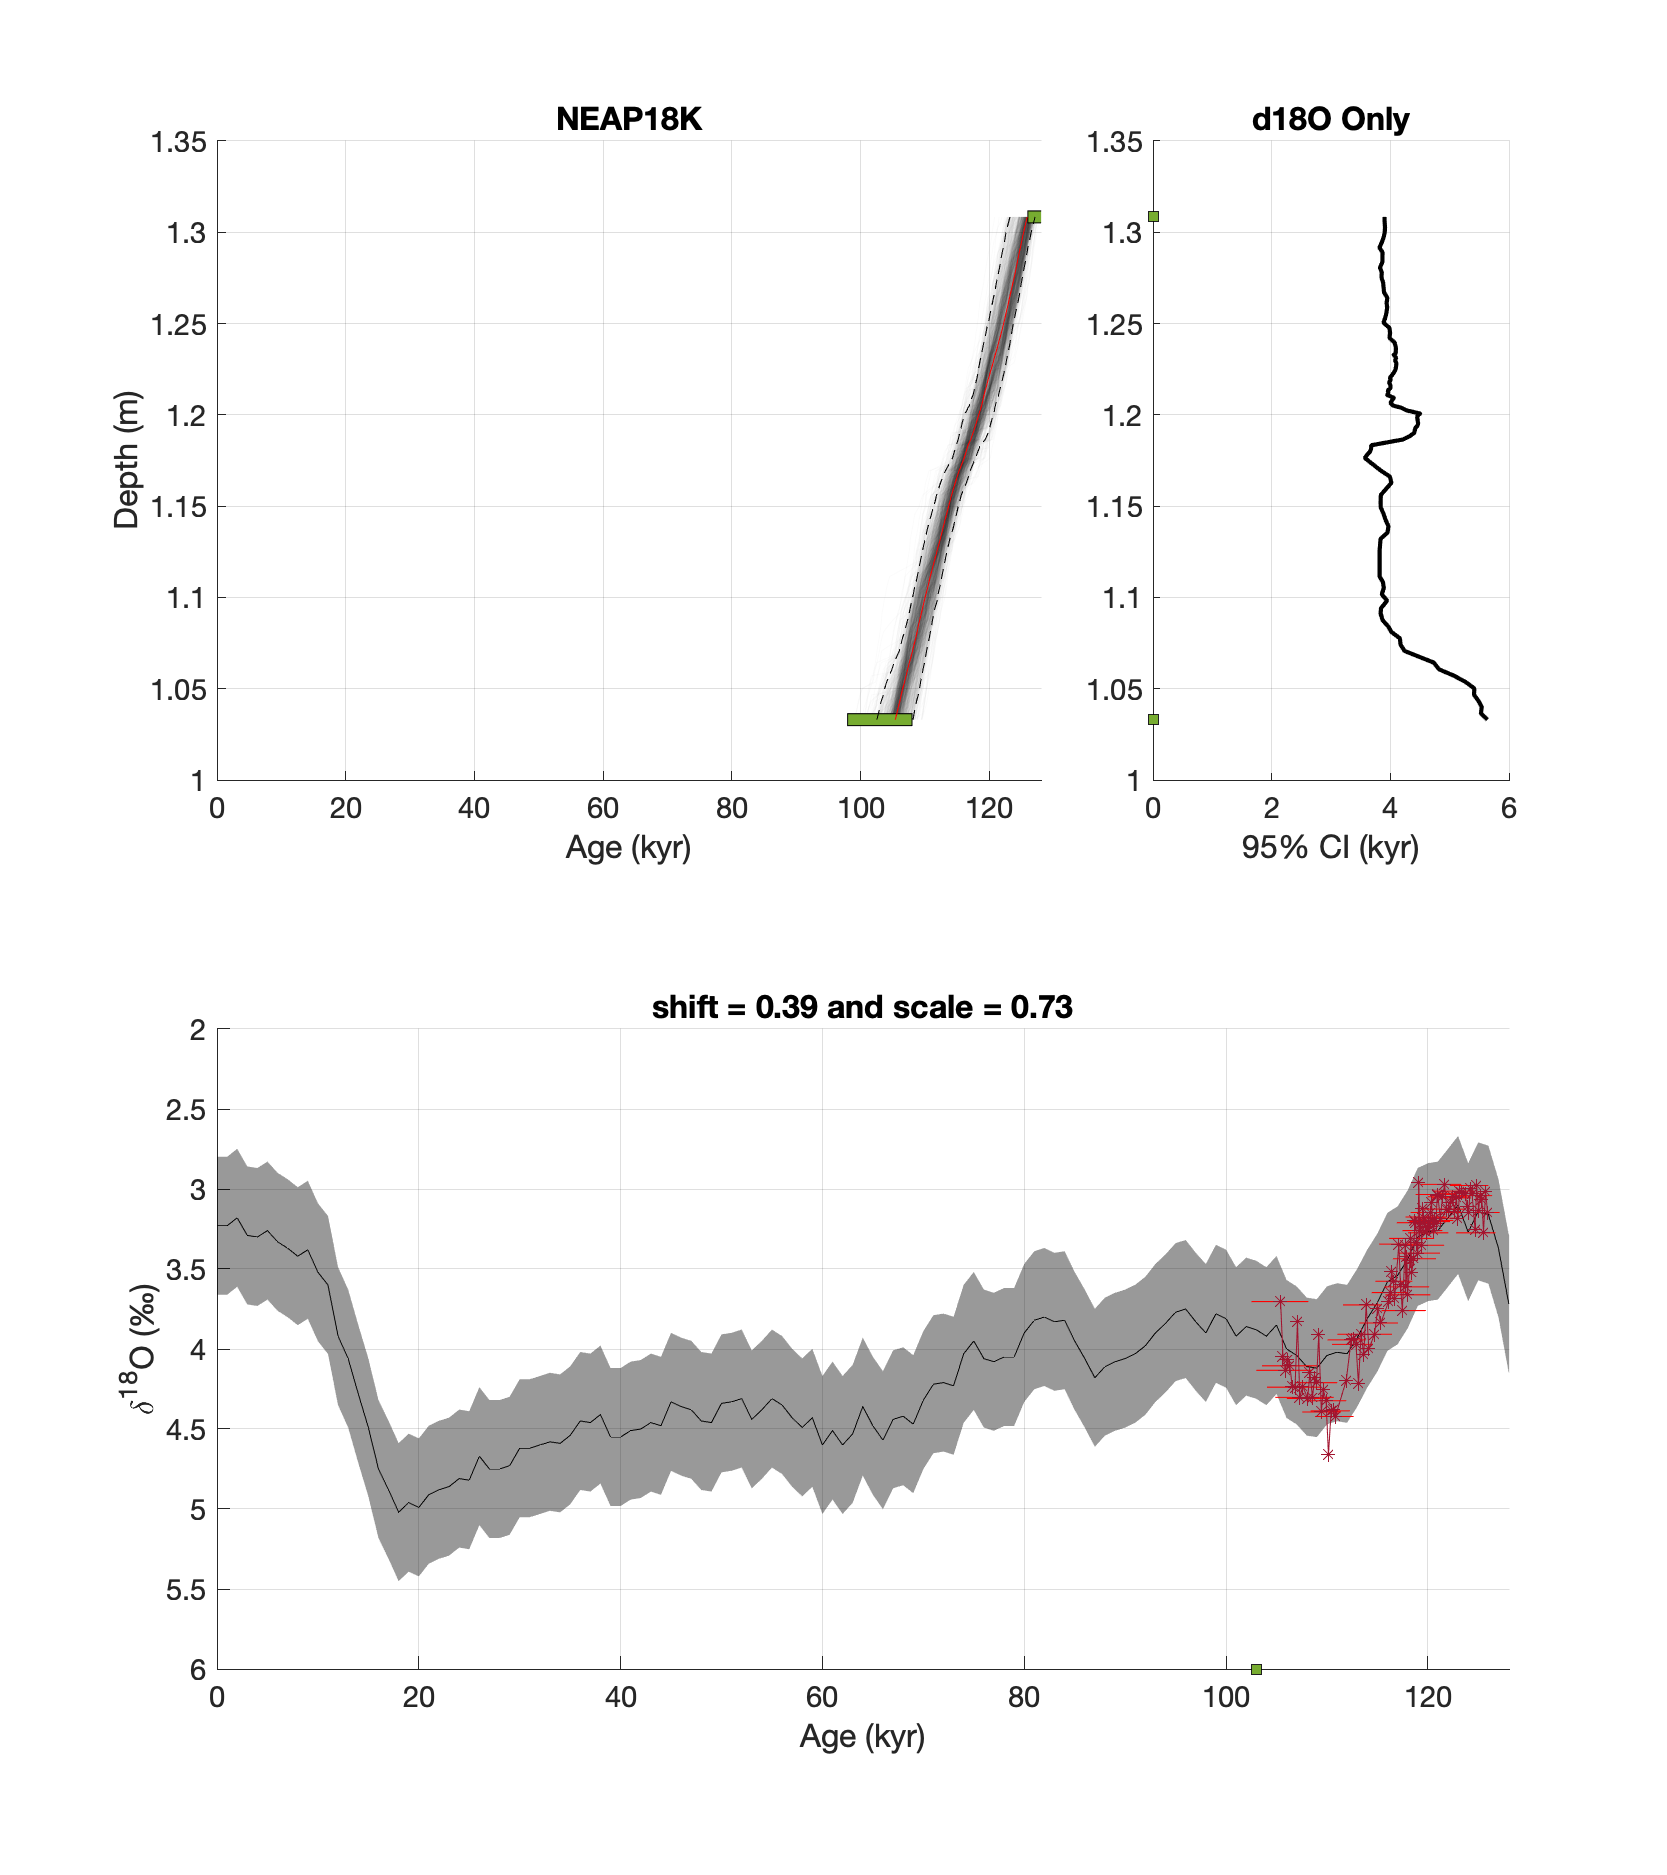 NEAP18K
d18O Only
1.35
1.3
1.25
1.2
1.15
1.1
1.05
1
Depth (m)
0 20 40 60 80 100 120
Age (kyr)
1.35
1.3
1.25
1.2
1.15
1.1
1.05
1
0 2 4 6
95% CI (kyr)
shift = 0.39 and scale = 0.73
2
2.5
3
3.5
4
4.5
5
5.5
6
δ¹⁸O (‰)
0 20 40 60 80 100 120
Age (kyr)